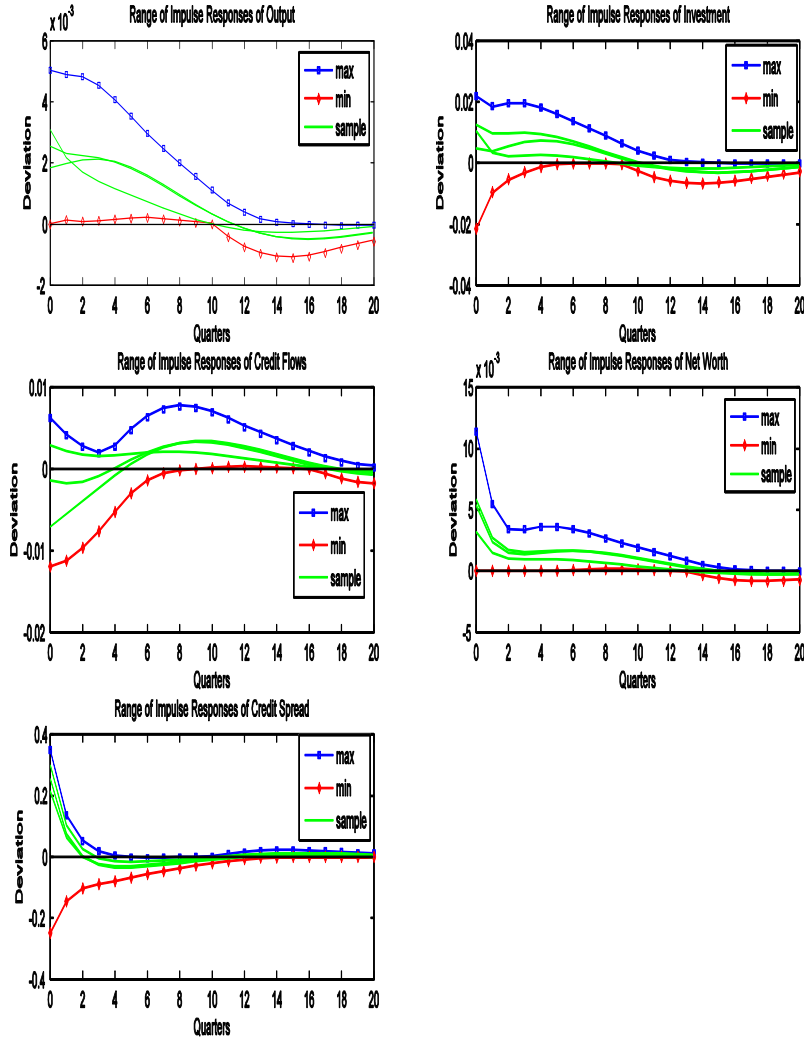 Range of Impulse Responses of Output
x 10-3
6
4
2
0
-2
Deviation
max
min
sample
0 2 4 6 8 10 12 14 16 18 20
Quarters
Range of Impulse Responses of Investment
0.04
0.02
0
-0.02
-0.04
Deviation
max
min
sample
0 2 4 6 8 10 12 14 16 18 20
Quarters
Range of Impulse Responses of Credit Flows
0.01
0
-0.01
-0.02
Deviation
max
min
sample
0 2 4 6 8 10 12 14 16 18 20
Quarters
Range of Impulse Responses of Net Worth
x 10-3
15
10
5
0
-5
Deviation
max
min
sample
0 2 4 6 8 10 12 14 16 18 20
Quarters
Range of Impulse Responses of Credit Spread
0.4
0.2
0
-0.2
-0.4
Deviation
max
min
sample
0 2 4 6 8 10 12 14 16 18 20
Quarters